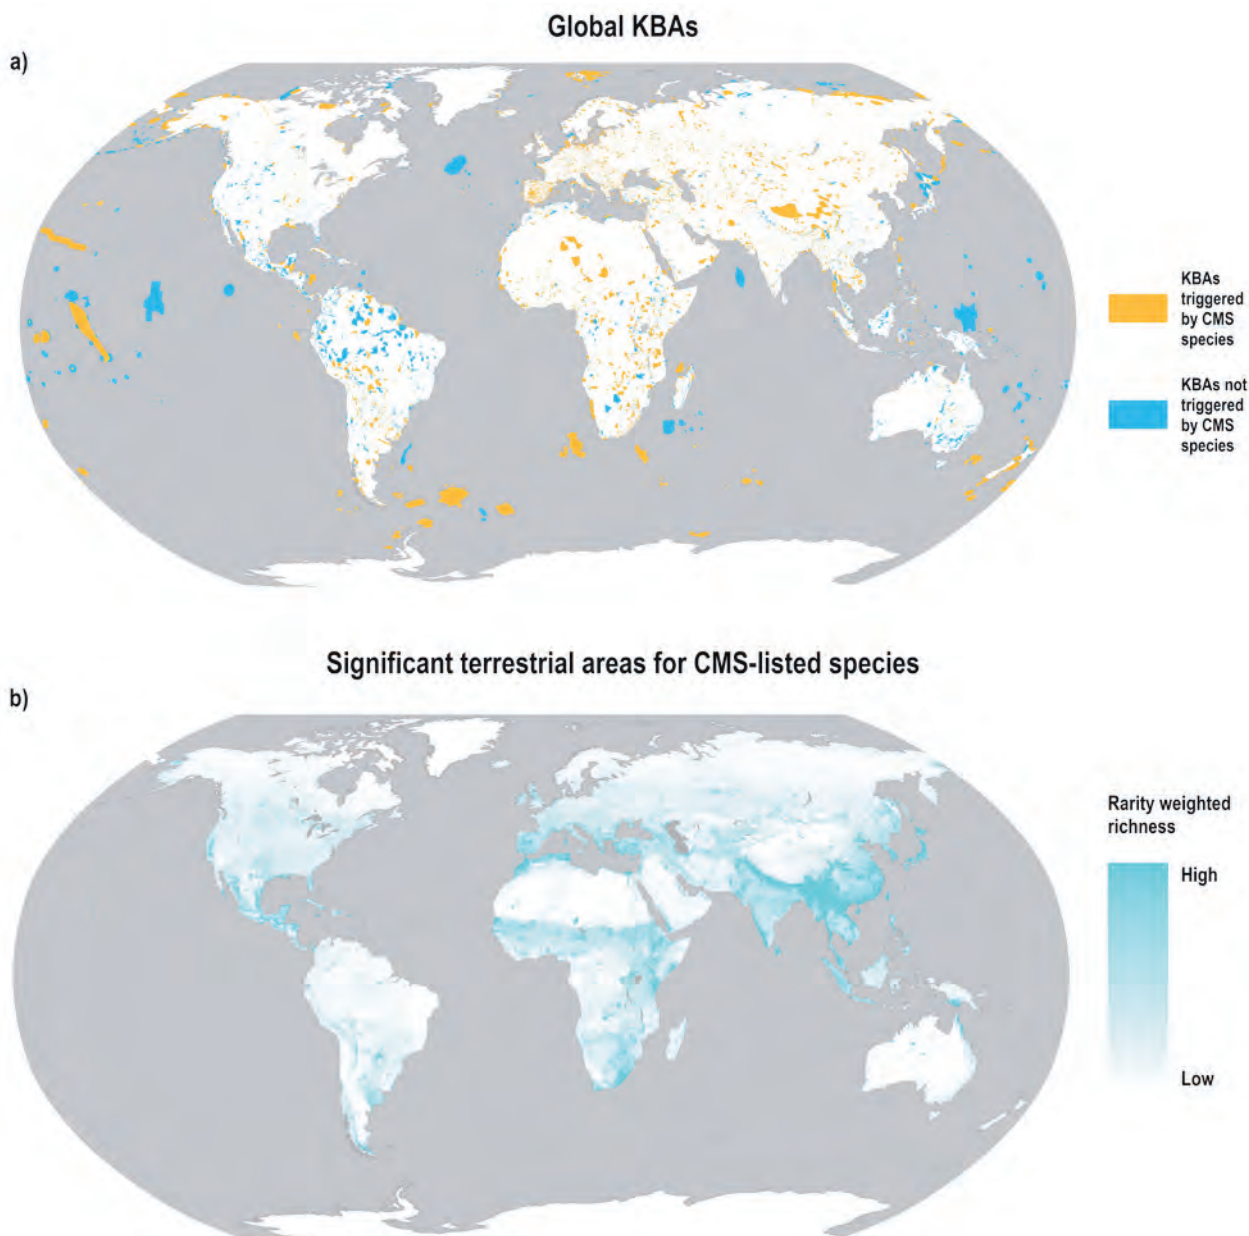 Global KBAs
a)
KBAs
triggered
by CMS
species
KBAs not
triggered
by CMS
species
Significant terrestrial areas for CMS-listed species
b)
Rarity weighted
richness
High
Low